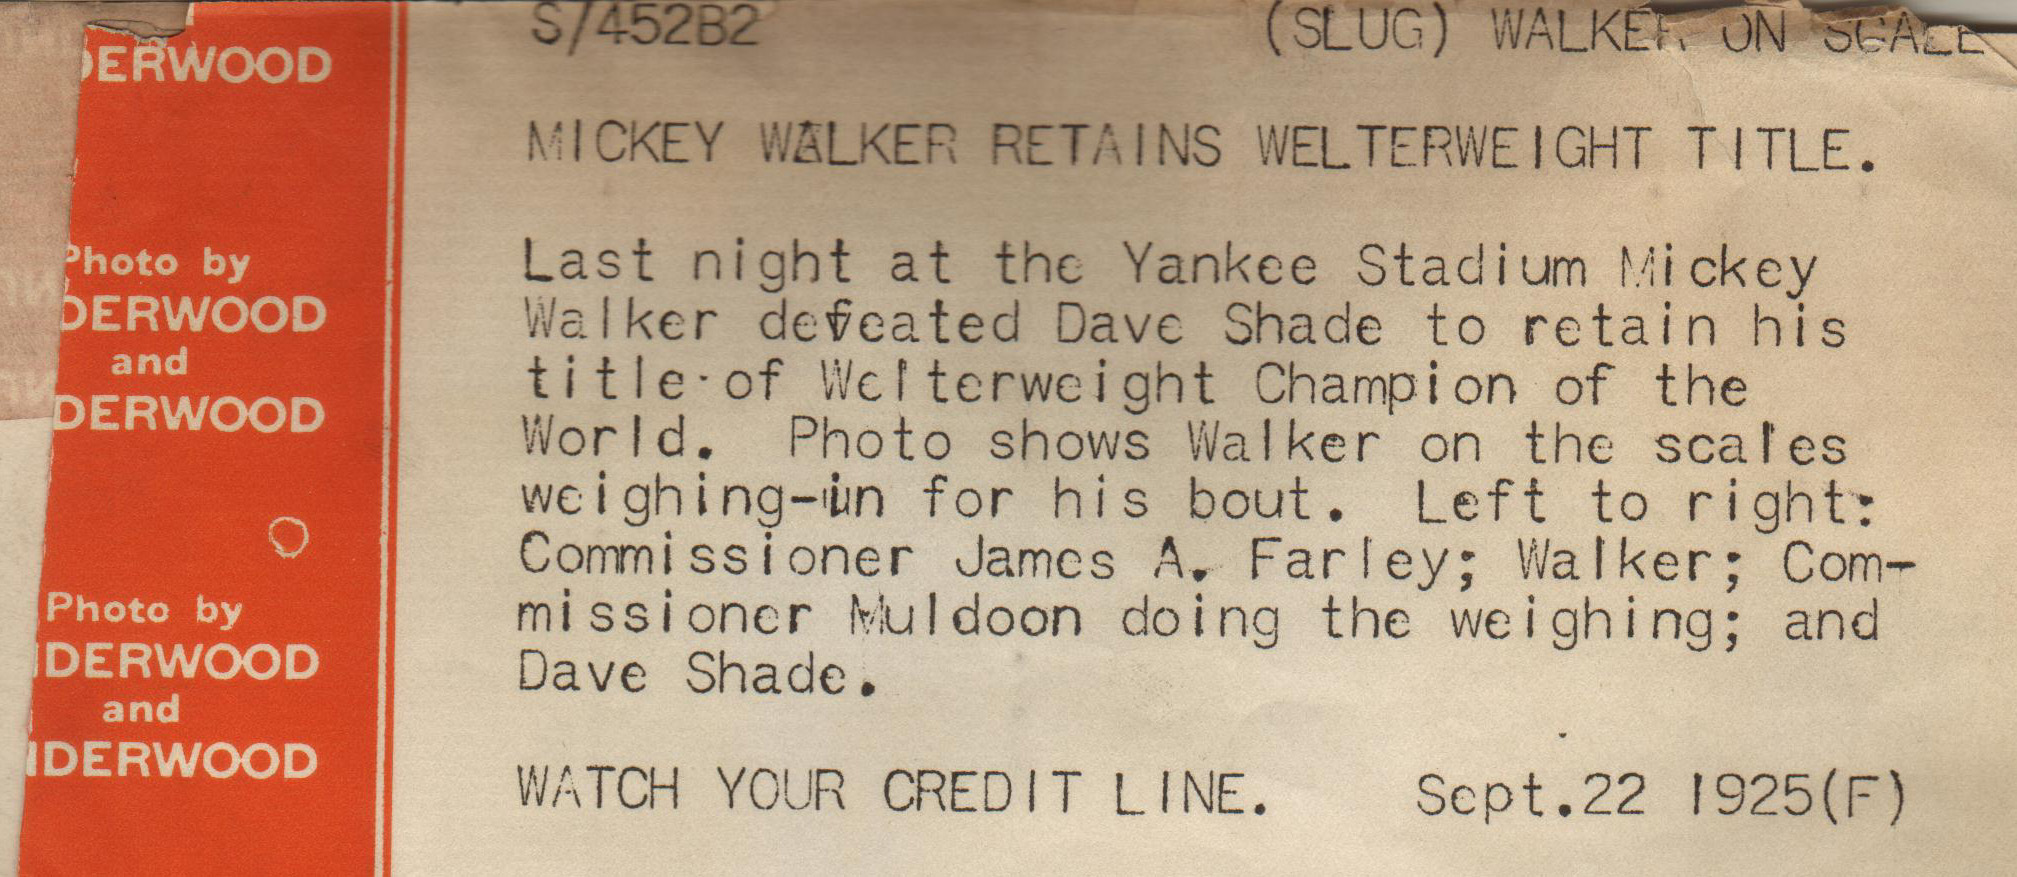 DERWOOD
Photo by
DERWOOD
and
DERWOOD
Photo by
DERWOOD
and
DERWOOD
S/452B2 (SLUG) WALKER ON SCALE
MICKEY WALKER RETAINS WELTERWEIGHT TITLE.
Last night at the Yankee Stadium Mickey
Walker defeated Dave Shade to retain his
title of Welterweight Champion of the
World. Photo shows Walker on the scales
weighing-in for his bout. Left to right:
Commissioner James A. Farley; Walker; Com-
missioner Muldoon doing the weighing; and
Dave Shade.
WATCH YOUR CREDIT LINE. Sept.22 1925(F)